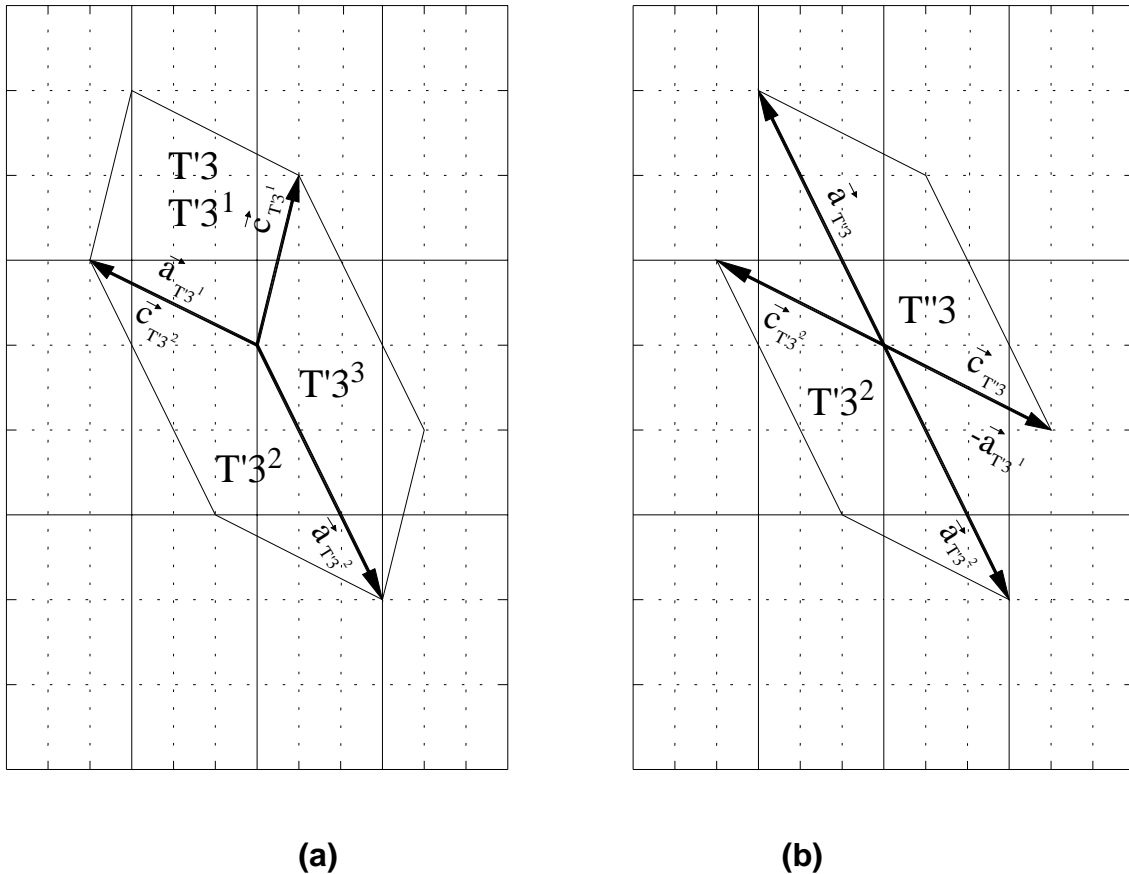 T'3
T'3¹
c⃗ T'3¹
a⃗ T'3¹
c⃗ T'3²
T'3³
T'3²
a⃗ T'3²
(a)
a⃗ T''3
T''3
c⃗ T'3²
c⃗ T''3
T'3²
-a⃗ T'3¹
a⃗ T'3²
(b)